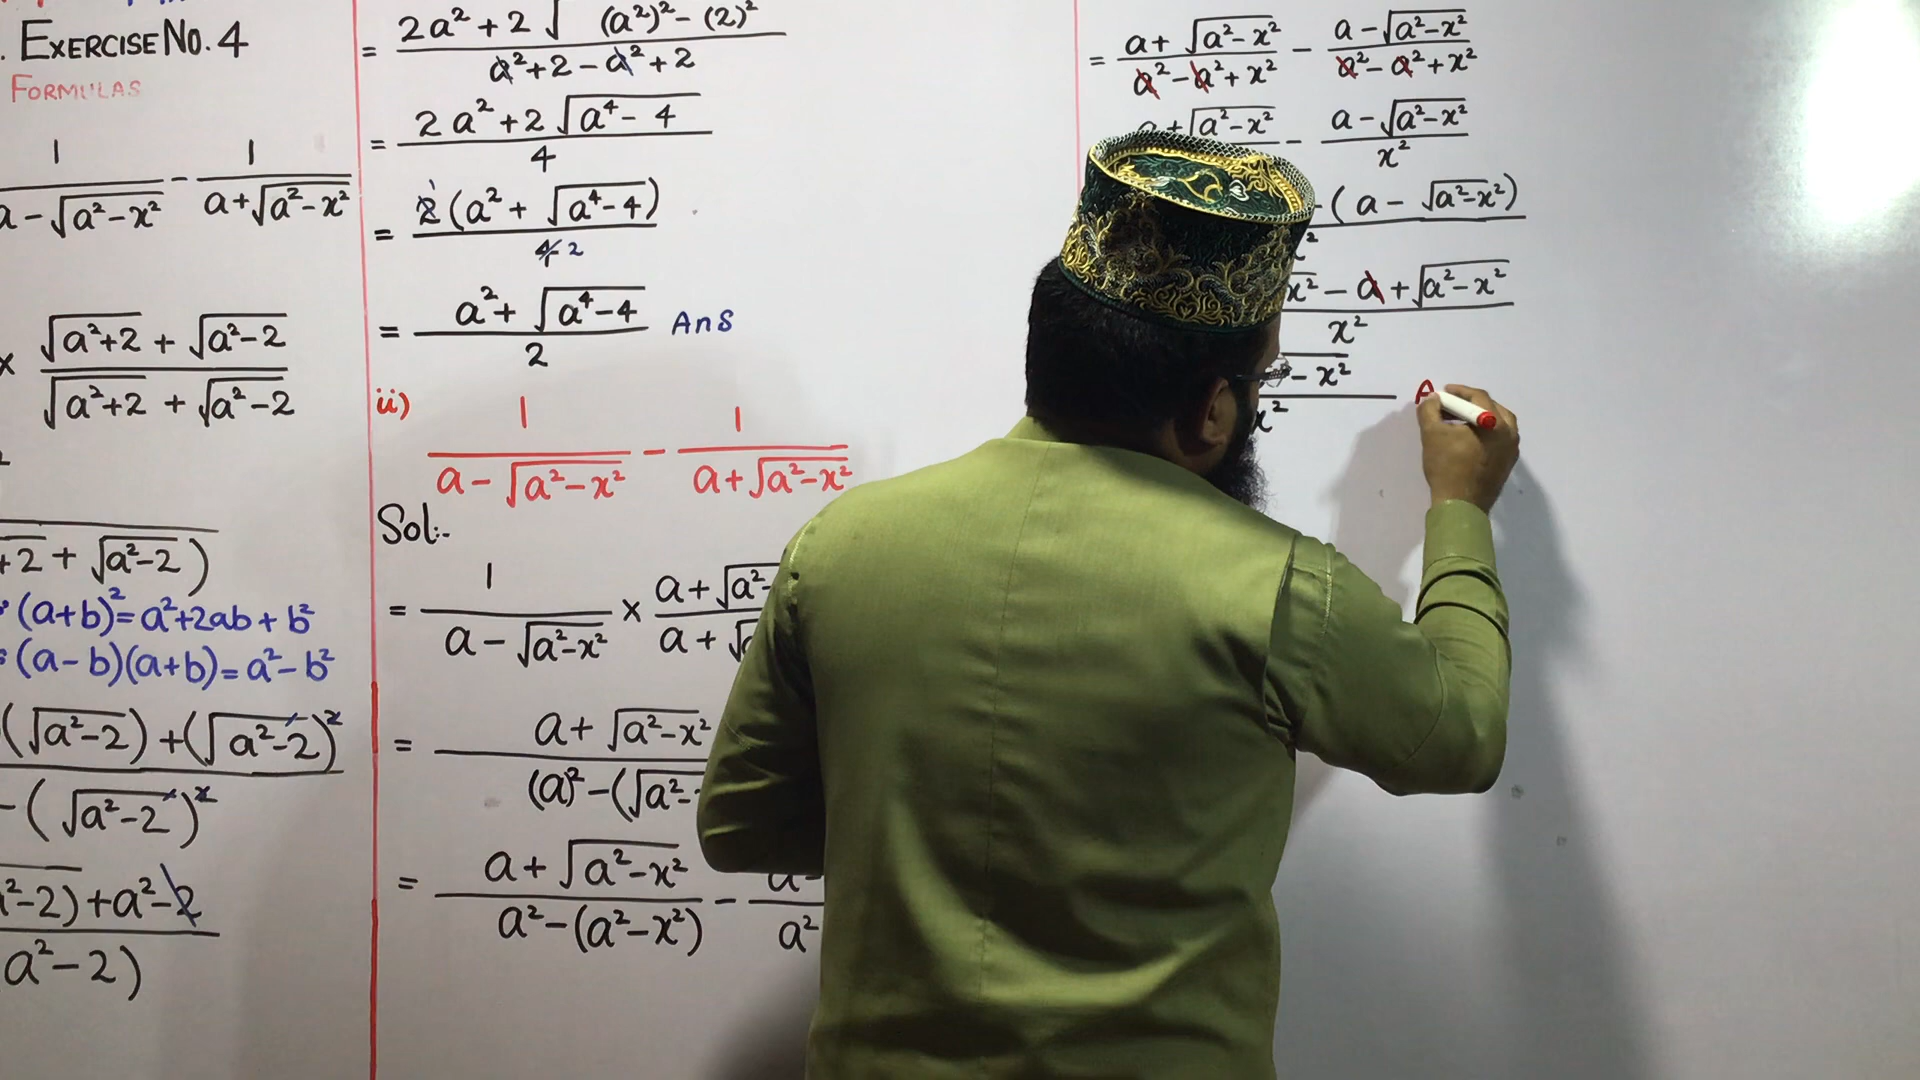 . EXERCISE NO. 4
FORMULAS
1/(a - √(a² - x²)) - 1/(a + √(a² - x²))
× (√(a²+2) + √(a²-2))/(√(a²+2) + √(a²-2))
+2 + √(a²-2))
(a+b)² = a² + 2ab + b²
(a-b)(a+b) = a² - b²
(√(a²-2)) + (√(a²-2))²
- (√(a²-2))²
²-2) + a² - 2
a² - 2)
= (2a² + 2√((a²)² - (2)²))/(a² + 2 - a² + 2)
= (2a² + 2√(a⁴ - 4))/4
= 2(a² + √(a⁴ - 4))/4 2
= (a² + √(a⁴ - 4))/2 Ans
ii) 1/(a - √(a² - x²)) - 1/(a + √(a² - x²))
Sol:-
= 1/(a - √(a² - x²)) × (a + √(a² -)/(a + √
= (a + √(a² - x²))/((a)² - (√(a² -
= (a + √(a² - x²))/(a² - (a² - x²)) - a-/a²
= (a + √(a² - x²))/(a² - a² + x²) - (a - √(a² - x²))/(a² - a² + x²)
a + √(a² - x²) - (a - √(a² - x²))/x²
- (a - √(a² - x²))
x²) - a + √(a² - x²)/x²
- x²/x²